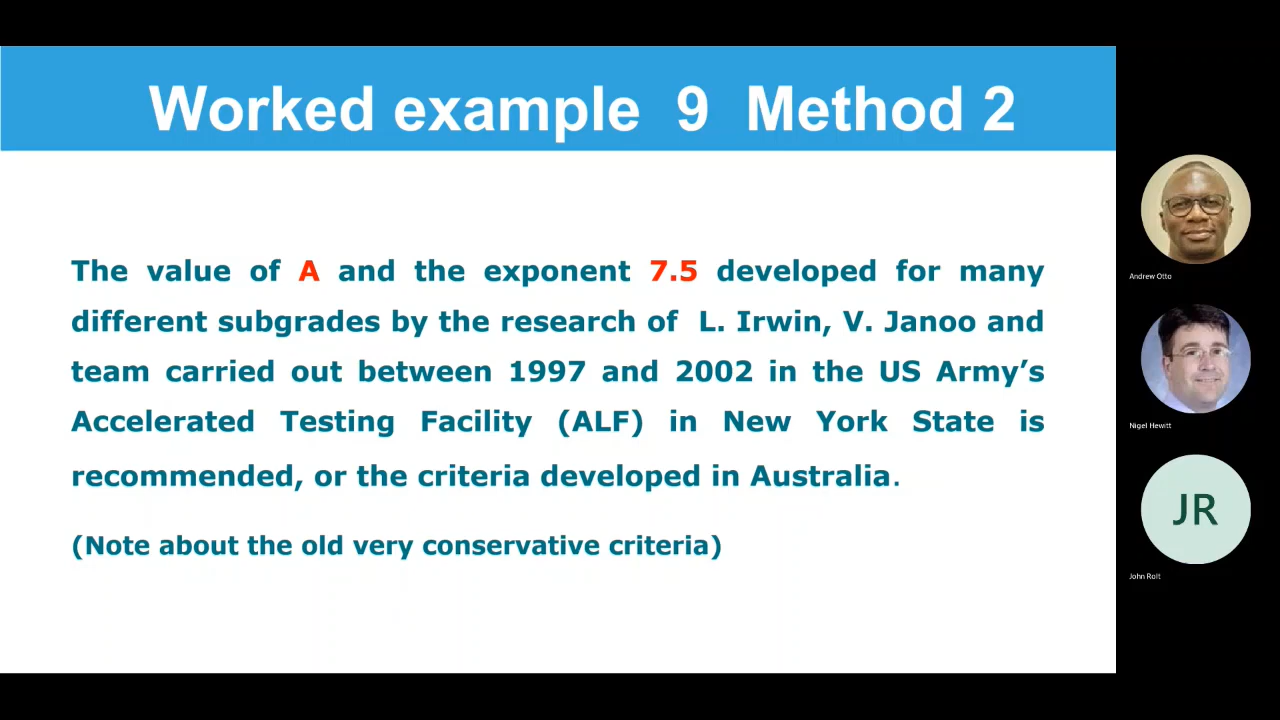 Worked example 9 Method 2
The value of A and the exponent 7.5 developed for many
different subgrades by the research of L. Irwin, V. Janoo and
team carried out between 1997 and 2002 in the US Army’s
Accelerated Testing Facility (ALF) in New York State is
recommended, or the criteria developed in Australia.
(Note about the old very conservative criteria)
Andrew Otto
Nigel Hewitt
JR
John Rolt